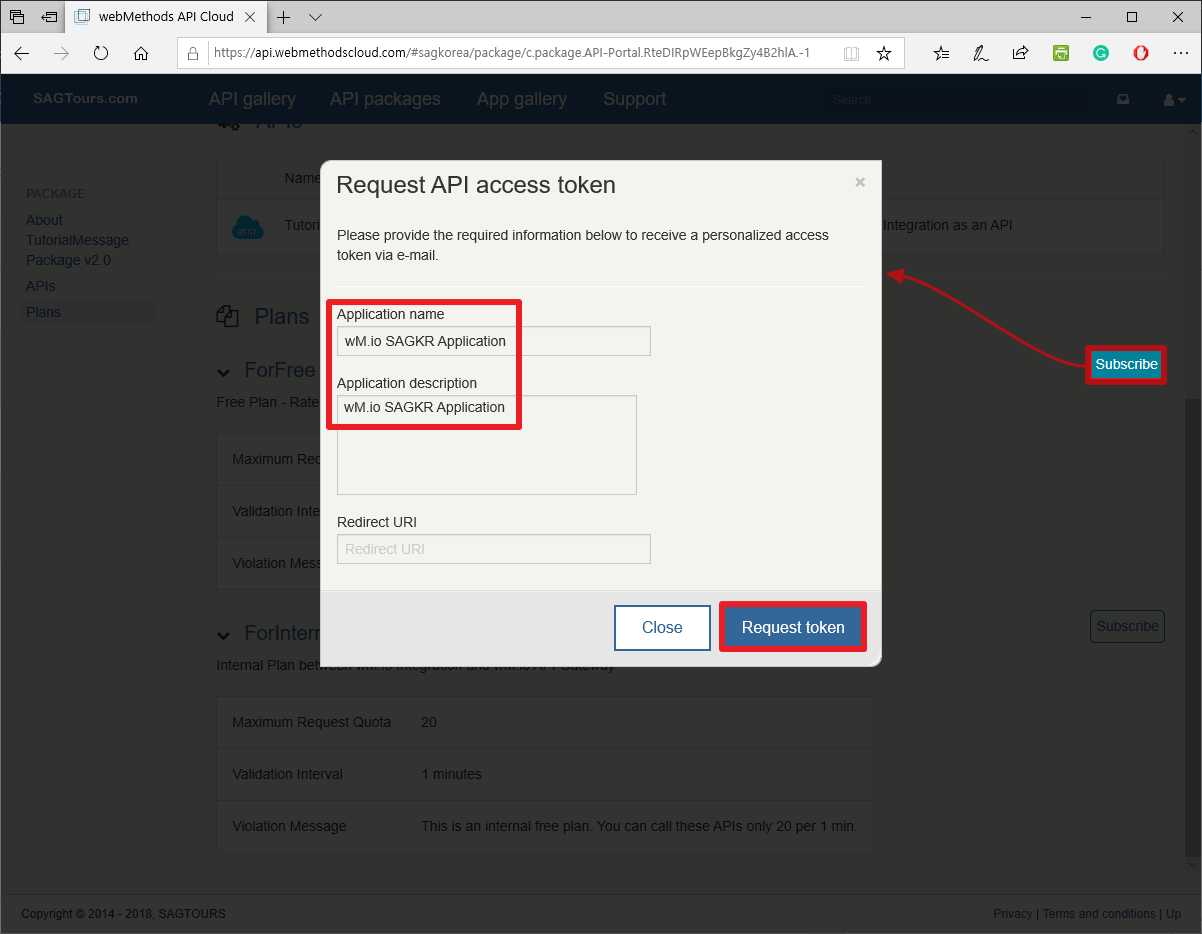 webMethods API Cloud
https://api.webmethodscloud.com/#sagkorea/package/c.package.API-Portal.RteDIRpWEepBkgZy4B2hlA.-1
SAGTours.com API gallery API packages App gallery Support Search
APIs
PACKAGE
About
TutorialMessage
Package v2.0
APIs
Plans
Name
REST Tutori Integration as an API
Plans
ForFree
Free Plan - Rate
Maximum Req
Validation Inte
Violation Mess
Request API access token
Please provide the required information below to receive a personalized access
token via e-mail.
Application name
wM.io SAGKR Application
Application description
wM.io SAGKR Application
Redirect URI
Redirect URI
Close Request token
Subscribe
ForIntern
Subscribe
Internal Plan between wM.io Integration and wM.io API Gateway
Maximum Request Quota 20
Validation Interval 1 minutes
Violation Message This is an internal free plan. You can call these APIs only 20 per 1 min.
Copyright © 2014 - 2018, SAGTOURS
Privacy | Terms and conditions | Up